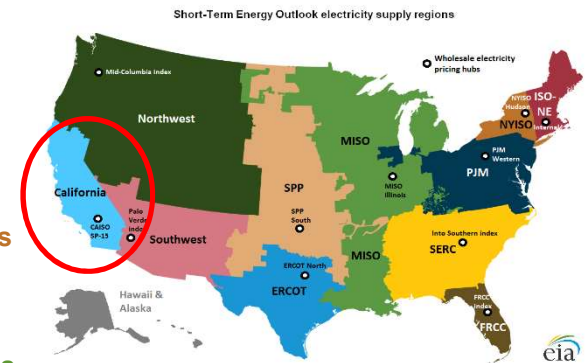 Short-Term Energy Outlook electricity supply regions
Wholesale electricity
pricing hubs
Mid-Columbia Index
Northwest
MISO
NYISO
Hudson
ISO-
NE
Internal
NYISO
PJM
Western
PJM
MISO
Illinois
California
SPP
Palo
Verde
Index
CAISO
SP-15
Southwest
SPP
South
Into Southern Index
SERC
MISO
ERCOT North
ERCOT
Hawaii &
Alaska
FRCC
Index
FRCC
eia
s